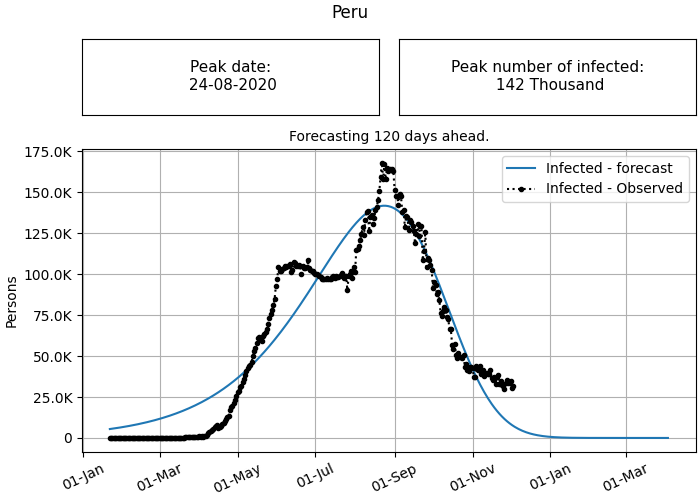 Peru
Peak date:
24-08-2020
Peak number of infected:
142 Thousand
Forecasting 120 days ahead.
175.0K
150.0K
125.0K
100.0K
75.0K
50.0K
25.0K
0
Persons
Infected - forecast
Infected - Observed
01-Jan
01-Mar
01-May
01-Jul
01-Sep
01-Nov
01-Jan
01-Mar